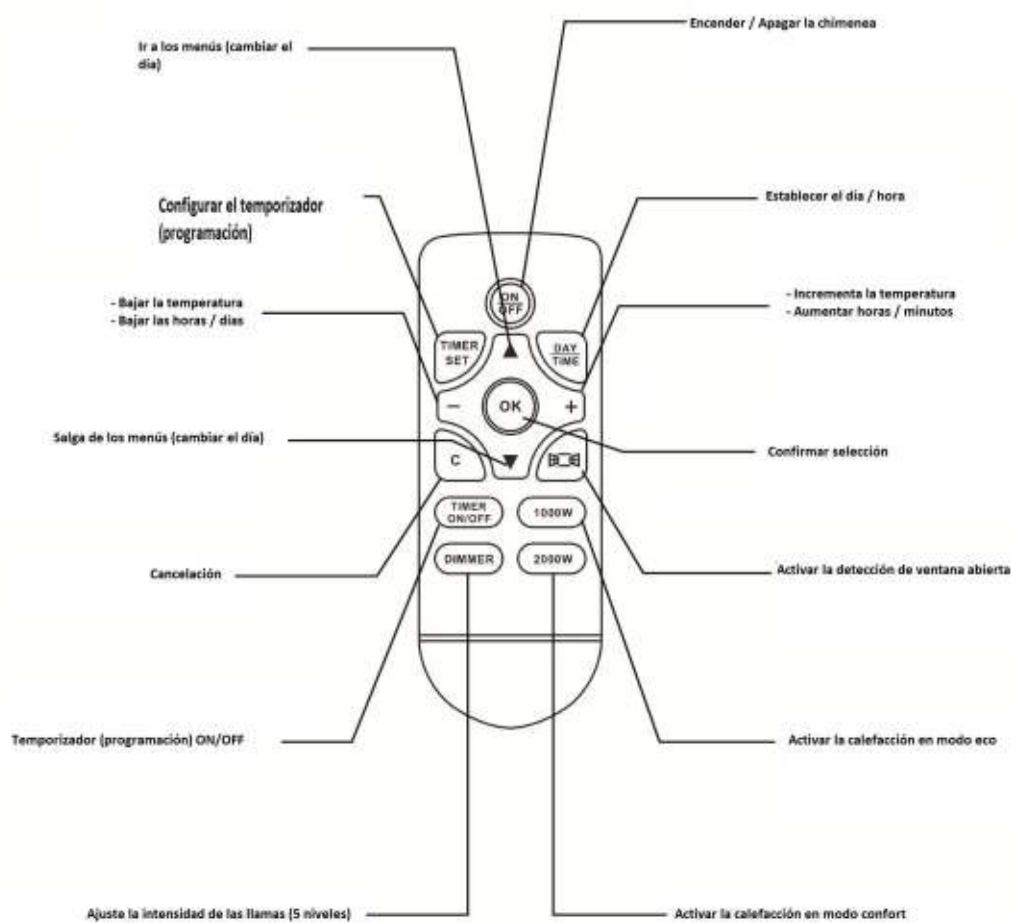 Encender / Apagar la chimenea
Ir a los menús (cambiar el
día)
Configurar el temporizador
(programación)
Establecer el día / hora
- Bajar la temperatura
- Bajar las horas / días
- Incrementa la temperatura
- Aumentar horas / minutos
ON
OFF
TIMER
SET
DAY
TIME
-
OK
+
Salga de los menús (cambiar el día)
Confirmar selección
C
TIMER
ON/OFF
1000W
DIMMER
2000W
Cancelación
Activar la detección de ventana abierta
Temporizador (programación) ON/OFF
Activar la calefacción en modo eco
Ajuste la intensidad de las llamas (5 niveles)
Activar la calefacción en modo confort